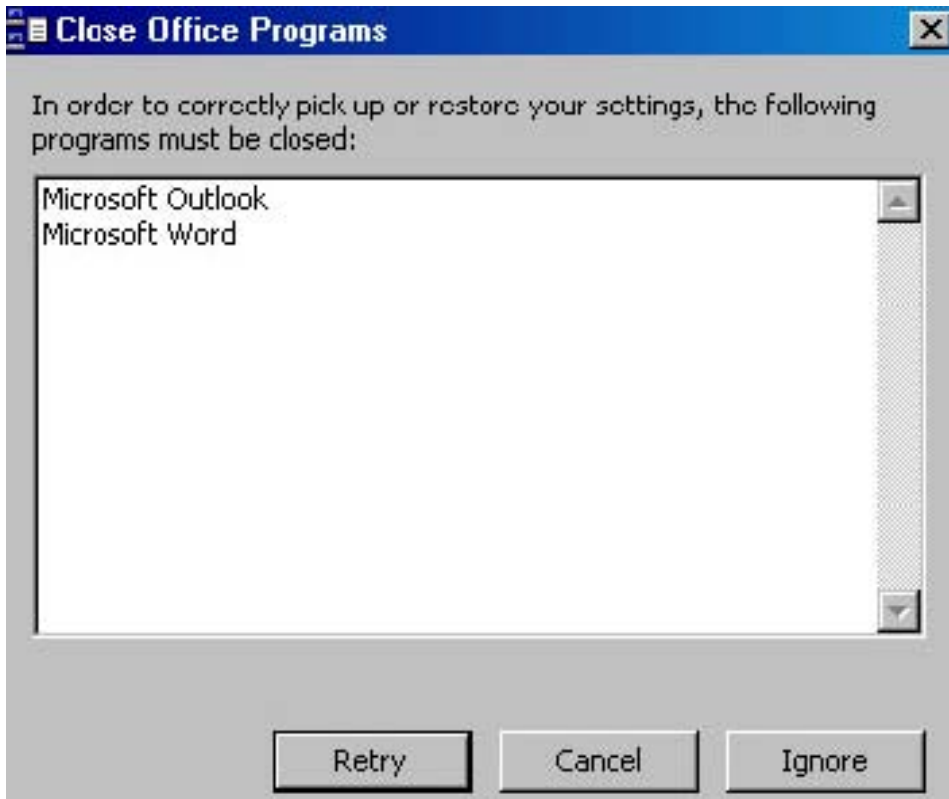 Close Office Programs
In order to correctly pick up or restore your settings, the following
programs must be closed:
Microsoft Outlook
Microsoft Word
Retry Cancel Ignore